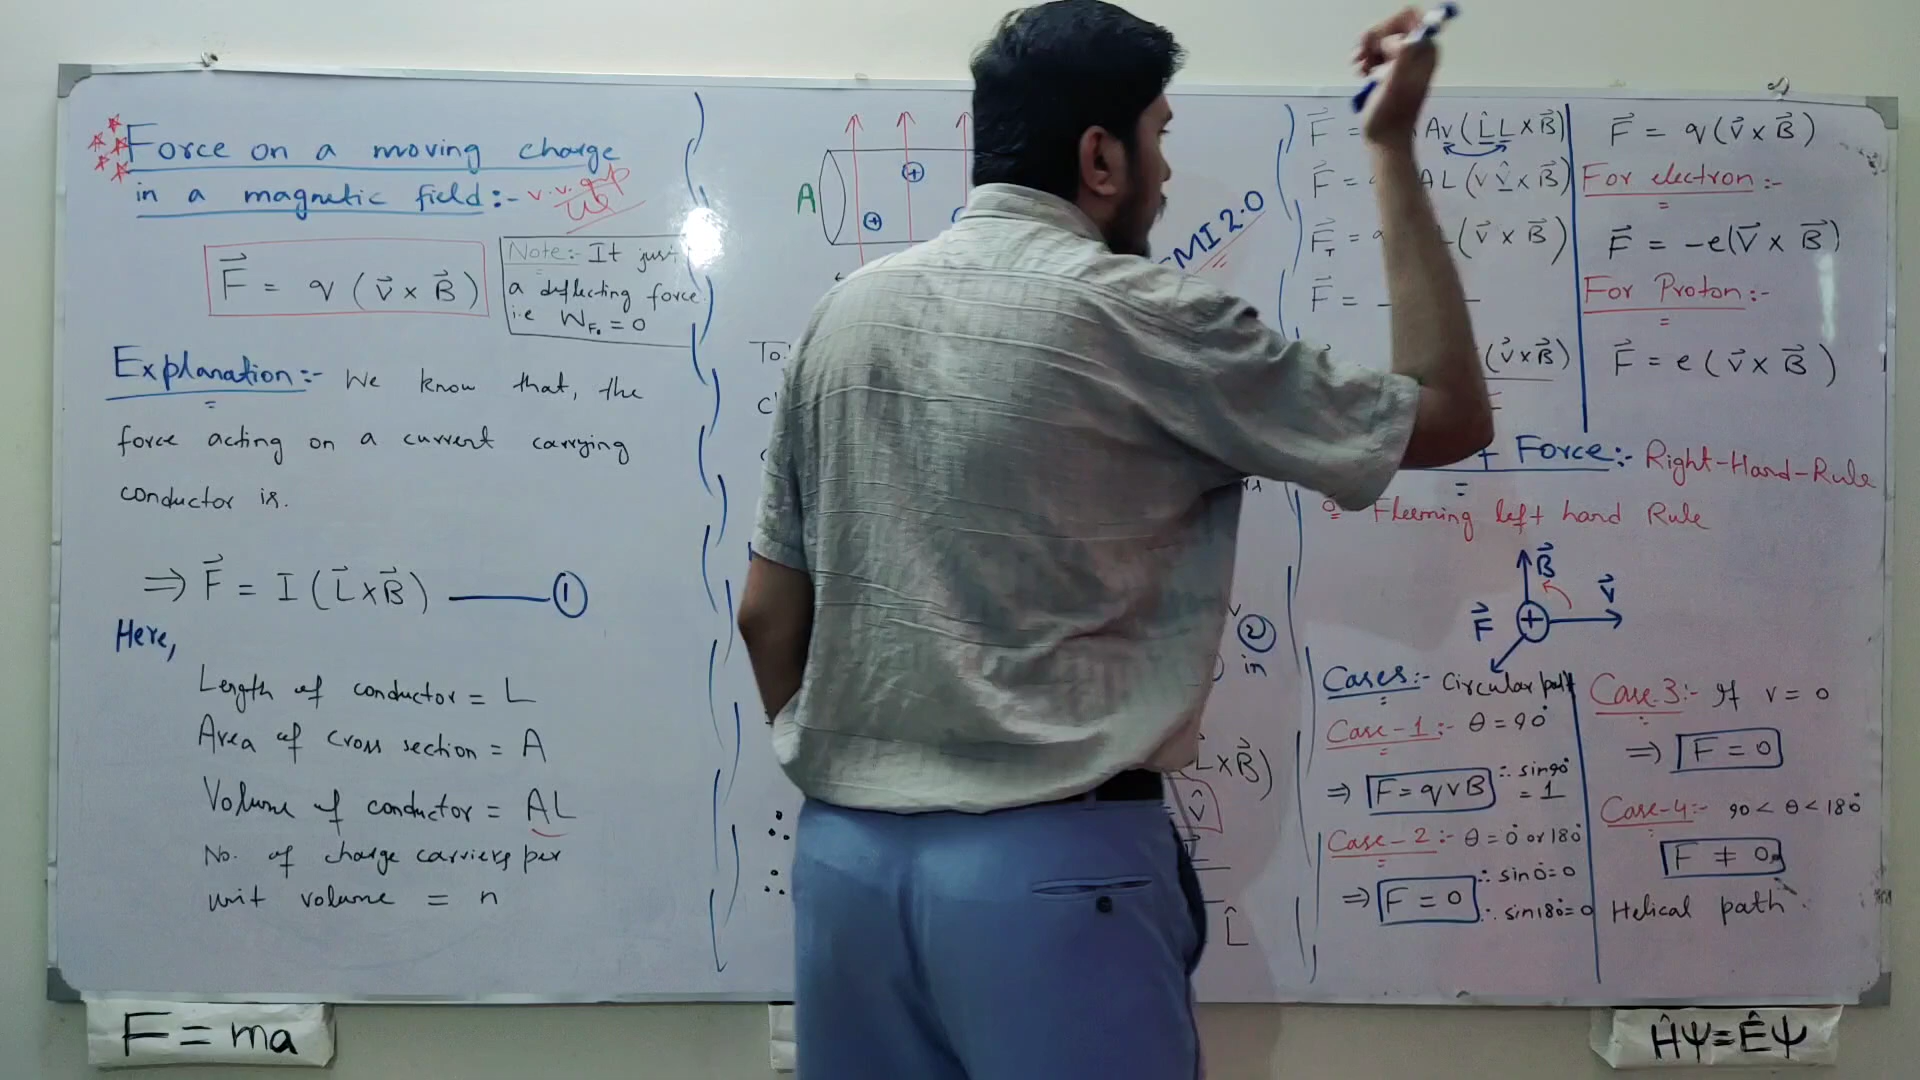 Force on a moving charge
in a magnetic field:-
F⃗ = q (v⃗ × B⃗)
Note:- It just
a deflecting force
i.e W = 0
Explanation:- We know that, the
force acting on a current carrying
conductor is.
⇒ F⃗ = I (L⃗ × B⃗) ——— ①
Here,
Length of conductor = L
Area of cross section = A
Volume of conductor = AL
No. of charge carriers per
unit volume = n
A
MI 2.0
②
in
×B⃗)
v̂
L̂
F⃗ = Av (L̂ L × B⃗)
F⃗ = AL (v v̂ × B⃗)
F⃗T = (v⃗ × B⃗)
F⃗ =
(v⃗ × B⃗)
F⃗ = q (v⃗ × B⃗)
For electron:-
F⃗ = -e(V⃗ × B⃗)
For Proton:-
F⃗ = e (v⃗ × B⃗)
Force:- Right-Hand-Rule
Fleeming left hand Rule
B⃗
V⃗
F⃗
+
Cases:- Circular path
Case-1:- θ = 90°
⇒ F = qvB ∴ sin90° = 1
Case-2:- θ = 0° or 180°
⇒ F = 0 ∴ sin0° = 0
∴ sin180° = 0
Case.3:- If v = 0
⇒ F = 0
Case-4:- 90 < θ < 180°
F ≠ 0
Helical path
F = ma
ĤΨ=ÊΨ